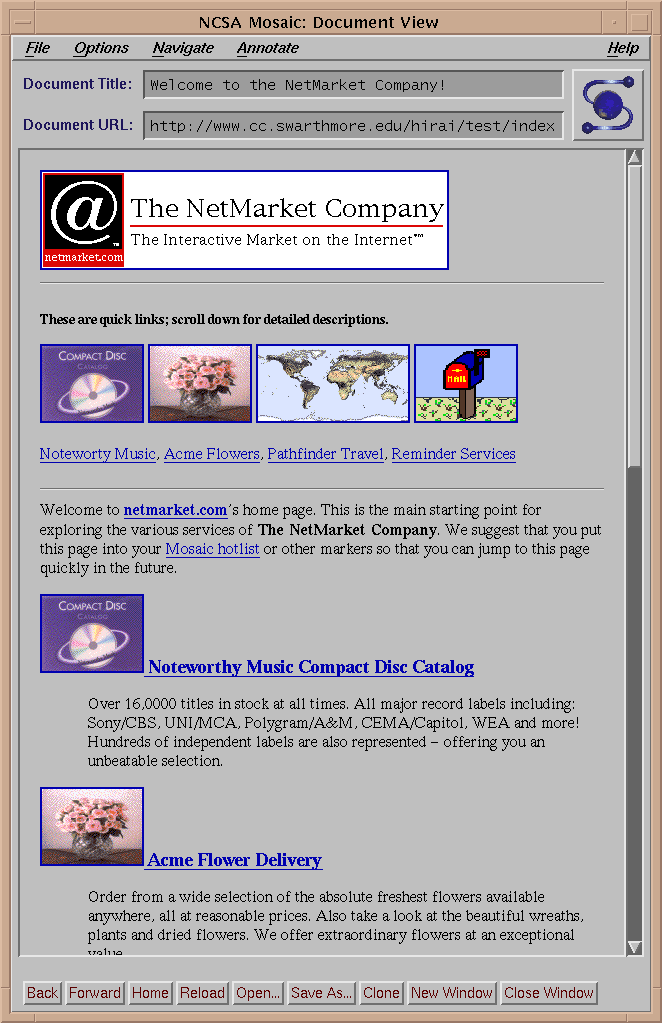 NCSA Mosaic: Document View
File Options Navigate Annotate Help
Document Title: Welcome to the NetMarket Company!
Document URL: http://www.cc.swarthmore.edu/hirai/test/index
@ ™
netmarket.com
The NetMarket Company
The Interactive Market on the Internet™
These are quick links; scroll down for detailed descriptions.
COMPACT DISC
CATALOG
MAIL
Noteworty Music, Acme Flowers, Pathfinder Travel, Reminder Services
Welcome to netmarket.com's home page. This is the main starting point for
exploring the various services of The NetMarket Company. We suggest that you put
this page into your Mosaic hotlist or other markers so that you can jump to this page
quickly in the future.
COMPACT DISC
CATALOG
Noteworthy Music Compact Disc Catalog
Over 16,0000 titles in stock at all times. All major record labels including;
Sony/CBS, UNI/MCA, Polygram/A&M, CEMA/Capitol, WEA and more!
Hundreds of independent labels are also represented – offering you an
unbeatable selection.
Acme Flower Delivery
Order from a wide selection of the absolute freshest flowers available
anywhere, all at reasonable prices. Also take a look at the beautiful wreaths,
plants and dried flowers. We offer extraordinary flowers at an exceptional
value
Back Forward Home Reload Open... Save As... Clone New Window Close Window